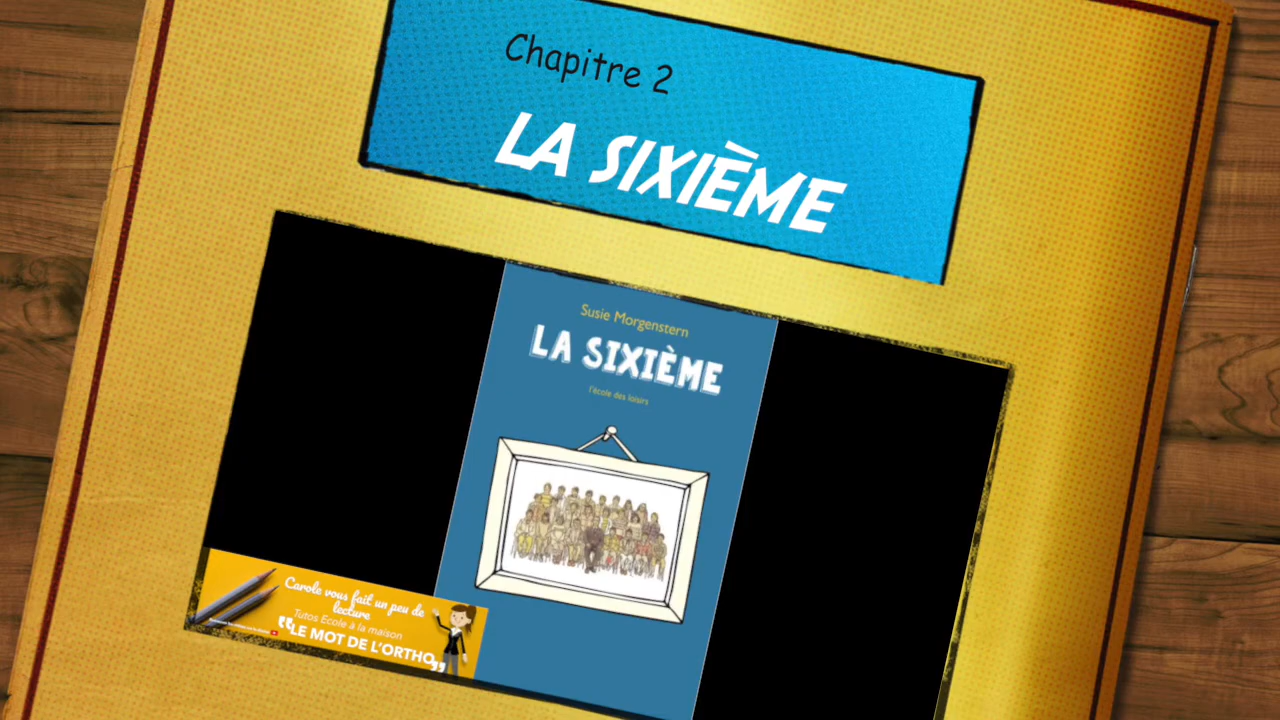 Chapitre 2
LA SIXIÈME
Susie Morgenstern
LA SIXIÈME
l'école des loisirs
Carole vous fait un peu de
lecture
Tutos Ecole à la maison
"LE MOT DE L'ORTHO"